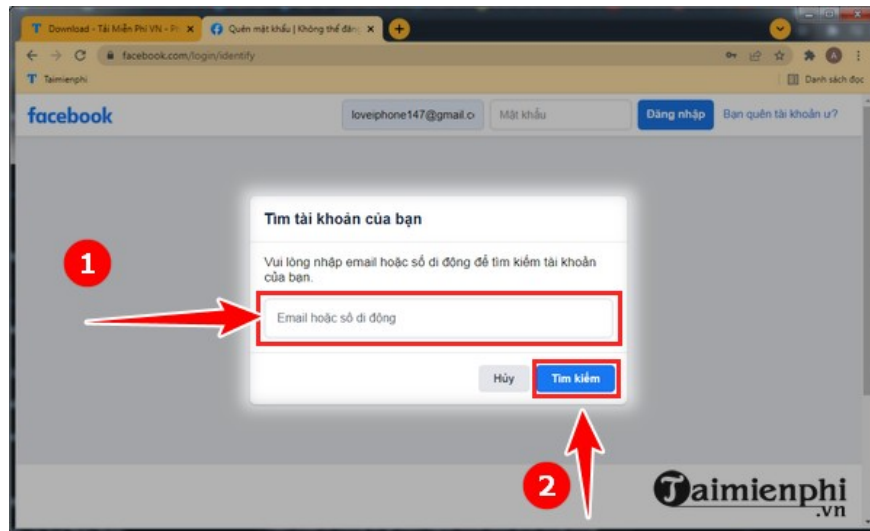 T Download - Tải Miễn Phí VN - P
Quên mật khẩu | Không thể đăng
facebook.com/login/identify
T Taimienphi
Danh sách đọc
facebook
loveiphone147@gmail.c
Mật khẩu
Đăng nhập
Bạn quên tài khoản ư?
Tìm tài khoản của bạn
Vui lòng nhập email hoặc số di động để tìm kiếm tài khoản
của bạn.
1
Email hoặc số di động
Hủy
Tìm kiếm
2
Taimienphi
.vn